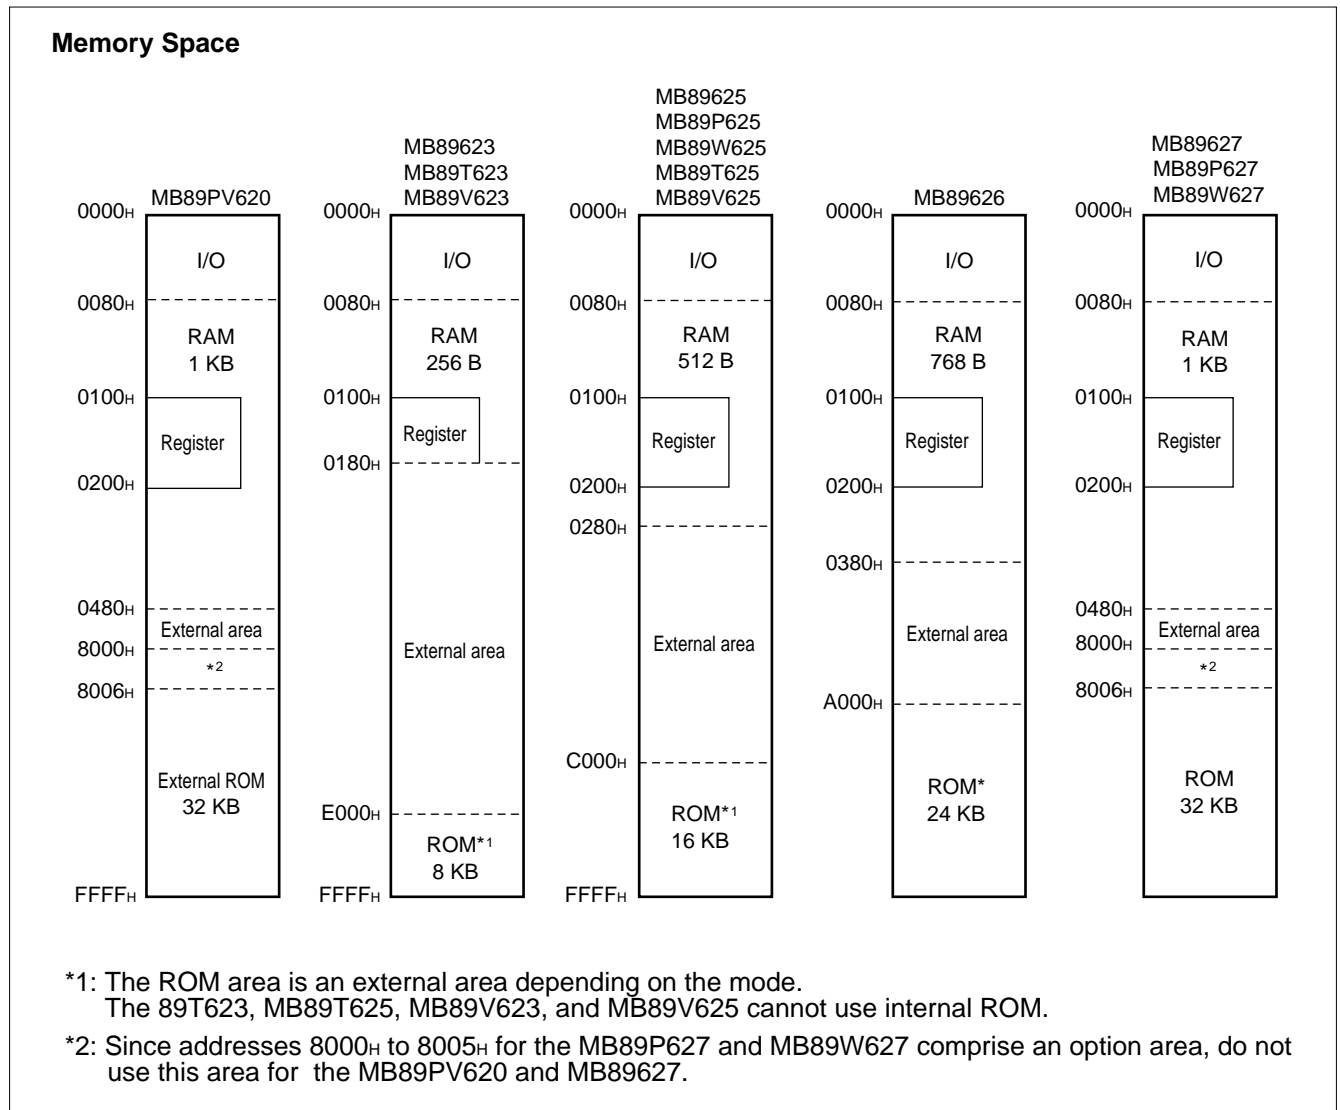 Memory Space
MB89PV620
0000H
I/O
0080H
RAM
1 KB
0100H
Register
0200H
0480H
External area
8000H
*2
8006H
External ROM
32 KB
FFFFH
MB89623
MB89T623
MB89V623
0000H
I/O
0080H
RAM
256 B
0100H
Register
0180H
External area
E000H
ROM*1
8 KB
FFFFH
MB89625
MB89P625
MB89W625
MB89T625
MB89V625
0000H
I/O
0080H
RAM
512 B
0100H
Register
0200H
0280H
External area
C000H
ROM*1
16 KB
FFFFH
MB89626
0000H
I/O
0080H
RAM
768 B
0100H
Register
0200H
0380H
External area
A000H
ROM*
24 KB
MB89627
MB89P627
MB89W627
0000H
I/O
0080H
RAM
1 KB
0100H
Register
0200H
0480H
External area
8000H
*2
8006H
ROM
32 KB
*1: The ROM area is an external area depending on the mode.
The 89T623, MB89T625, MB89V623, and MB89V625 cannot use internal ROM.
*2: Since addresses 8000H to 8005H for the MB89P627 and MB89W627 comprise an option area, do not
use this area for the MB89PV620 and MB89627.